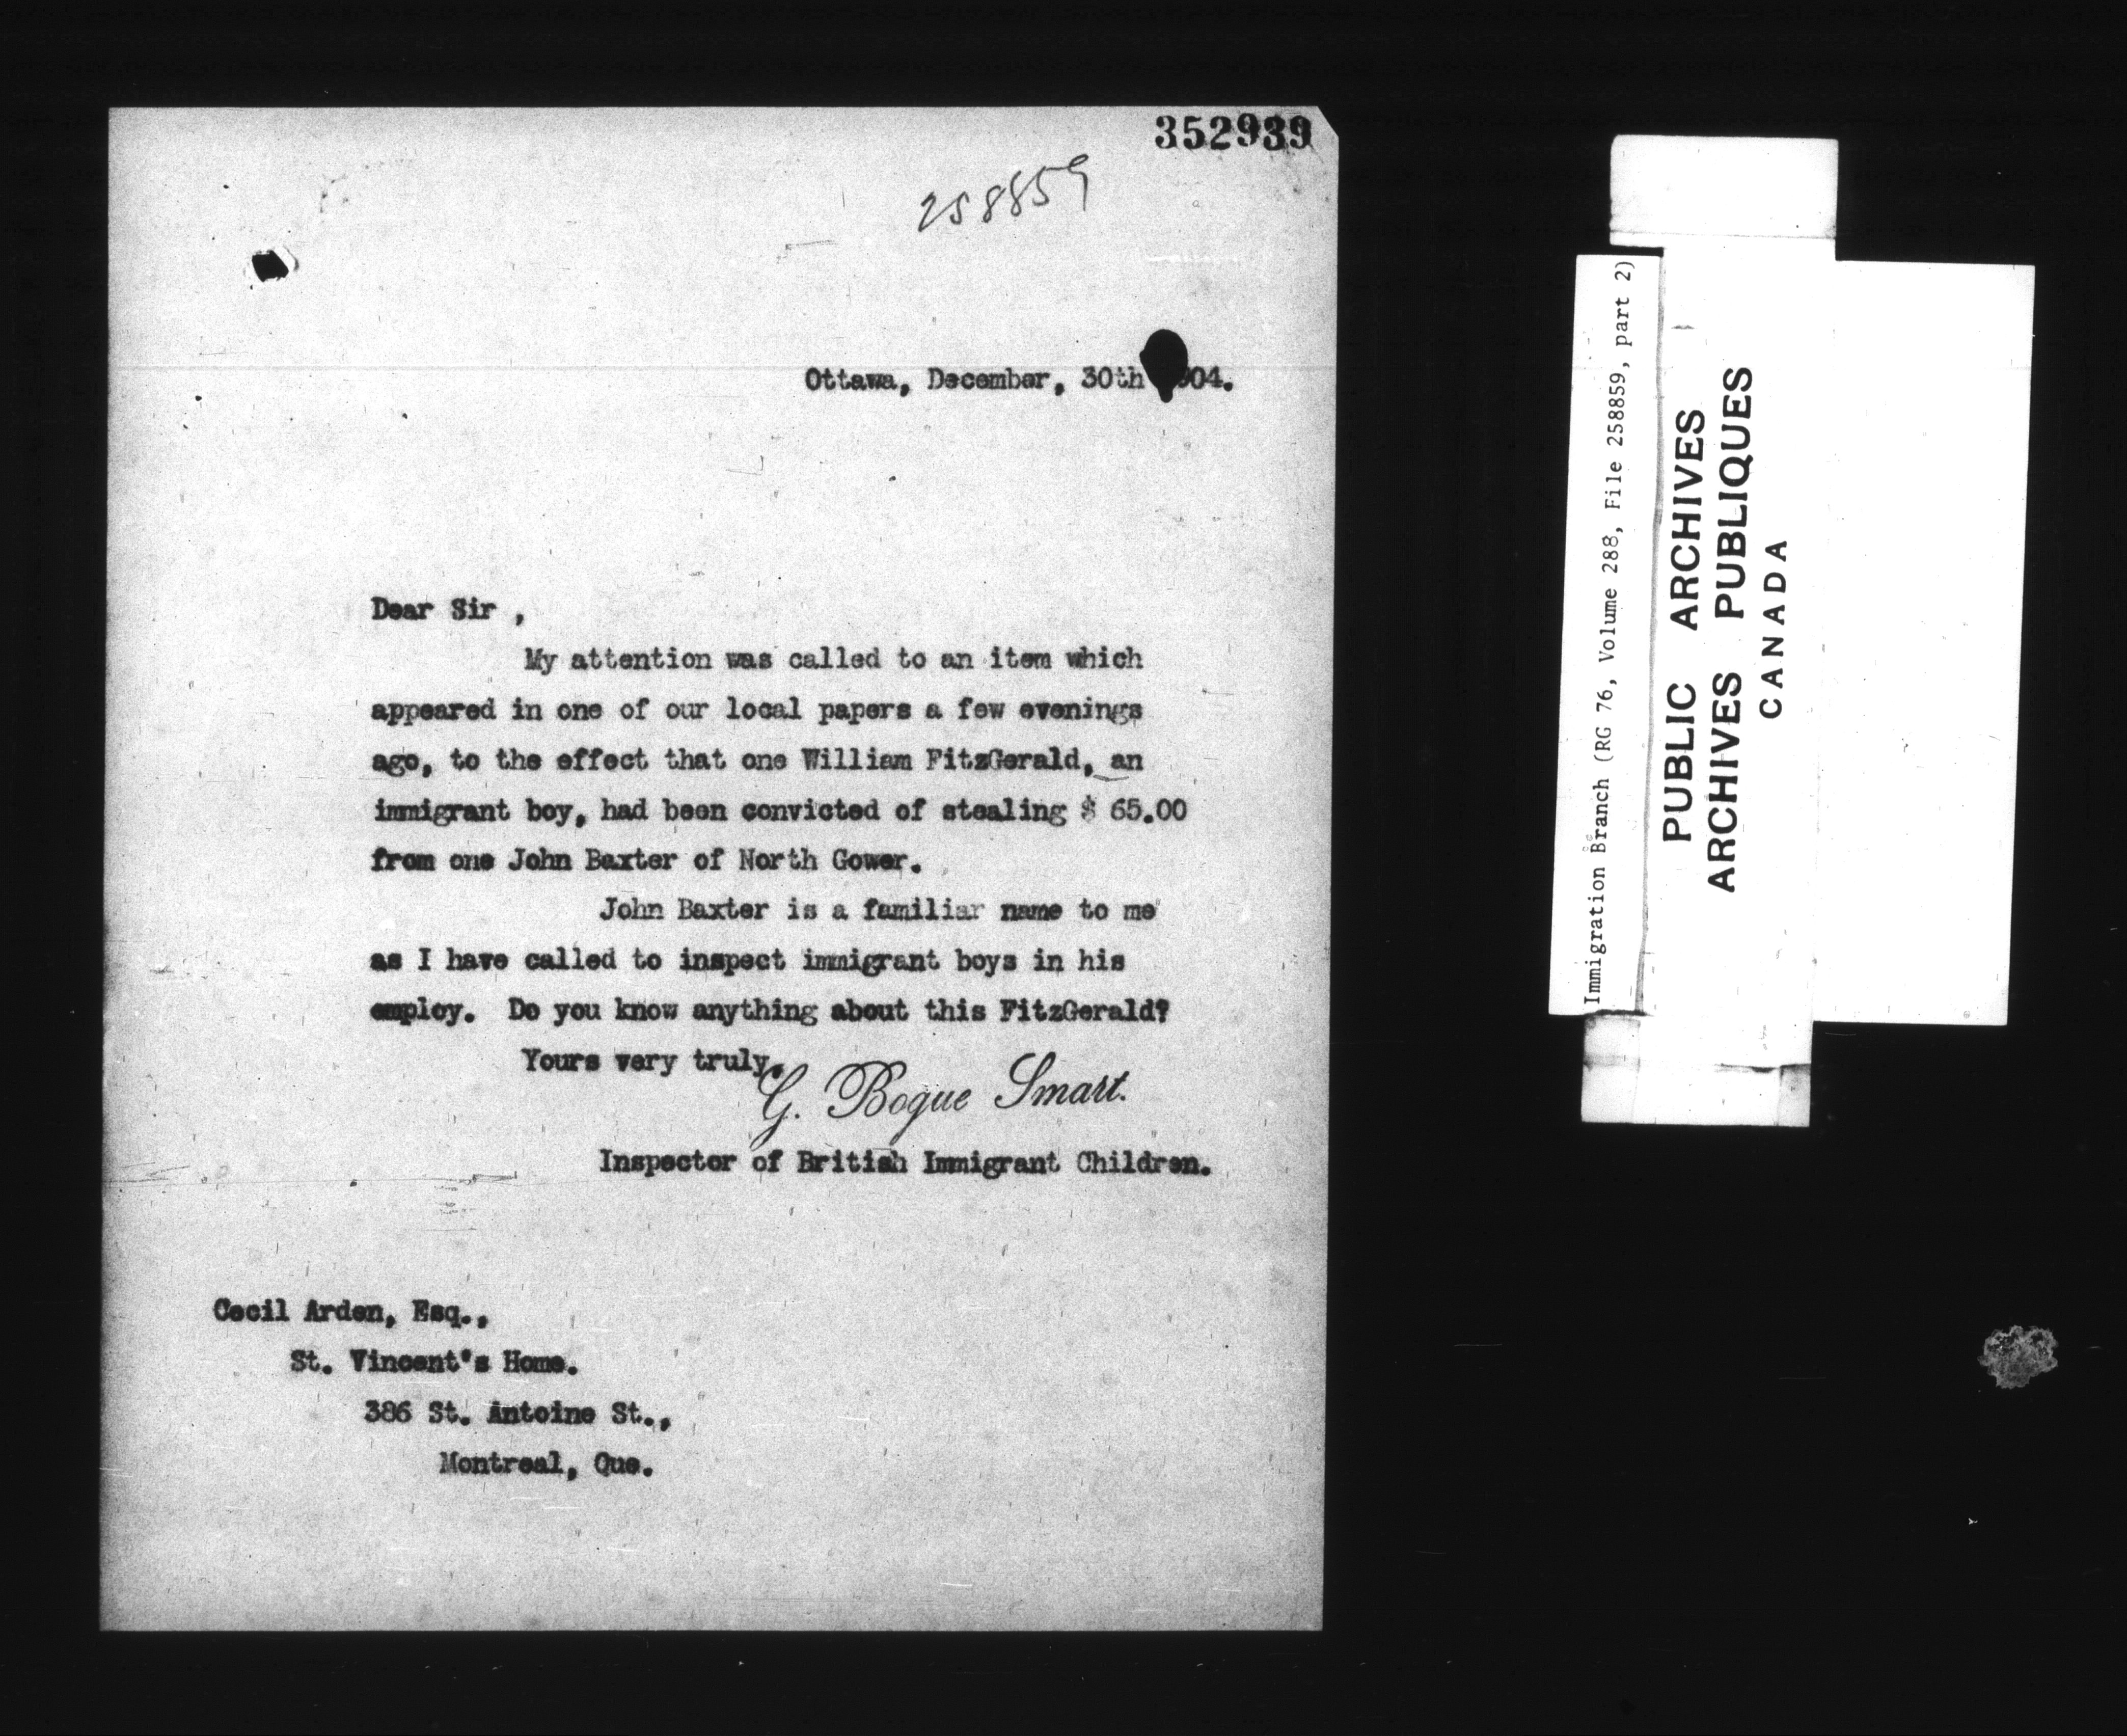 352939
258859
Ottawa, December, 30th 904.
Dear Sir ,
My attention was called to an item which
appeared in one of our local papers a few evenings
ago, to the effect that one William FitzGerald, an
immigrant boy, had been convicted of stealing $ 65.00
from one John Baxter of North Gower.
John Baxter is a familiar name to me
as I have called to inspect immigrant boys in his
employ. Do you know anything about this FitzGerald?
Yours very truly,
G. Bogue Smart.
Inspector of British Immigrant Children.
Cecil Arden, Esq.,
St. Vincent's Home.
386 St. Antoine St.,
Montreal, Que.
Immigration Branch (RG 76, Volume 288, File 258859, part 2)
PUBLIC ARCHIVES
ARCHIVES PUBLIQUES
CANADA